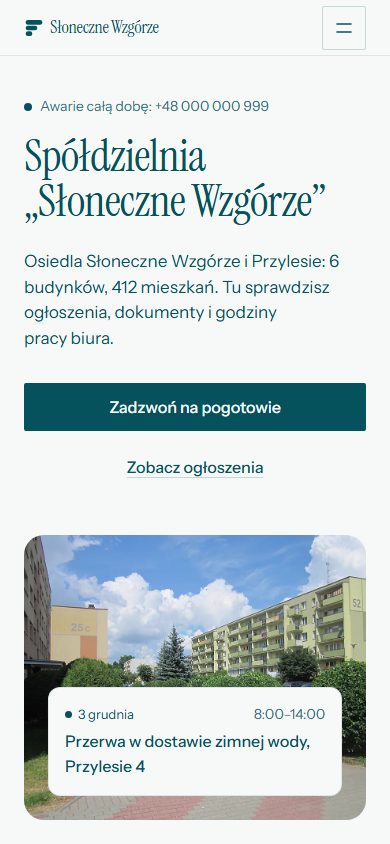 Słoneczne Wzgórze
Awarie całą dobę: +48 000 000 999
Spółdzielnia
„Słoneczne Wzgórze”
Osiedla Słoneczne Wzgórze i Przylesie: 6
budynków, 412 mieszkań. Tu sprawdzisz
ogłoszenia, dokumenty i godziny
pracy biura.
Zadzwoń na pogotowie
Zobacz ogłoszenia
25c
52
3 grudnia 8:00–14:00
Przerwa w dostawie zimnej wody,
Przylesie 4